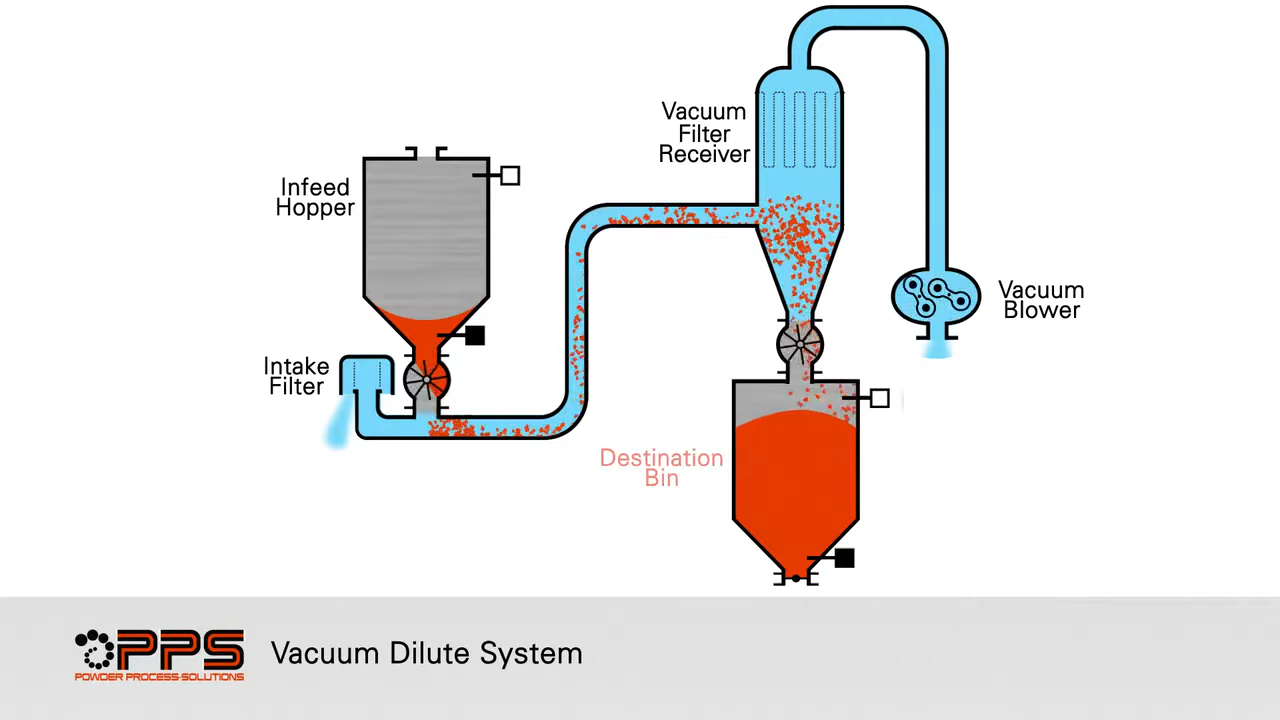 Vacuum
Filter
Receiver
Infeed
Hopper
Vacuum
Blower
Intake
Filter
Destination
Bin
PPS
POWDER PROCESS-SOLUTIONS
Vacuum Dilute System